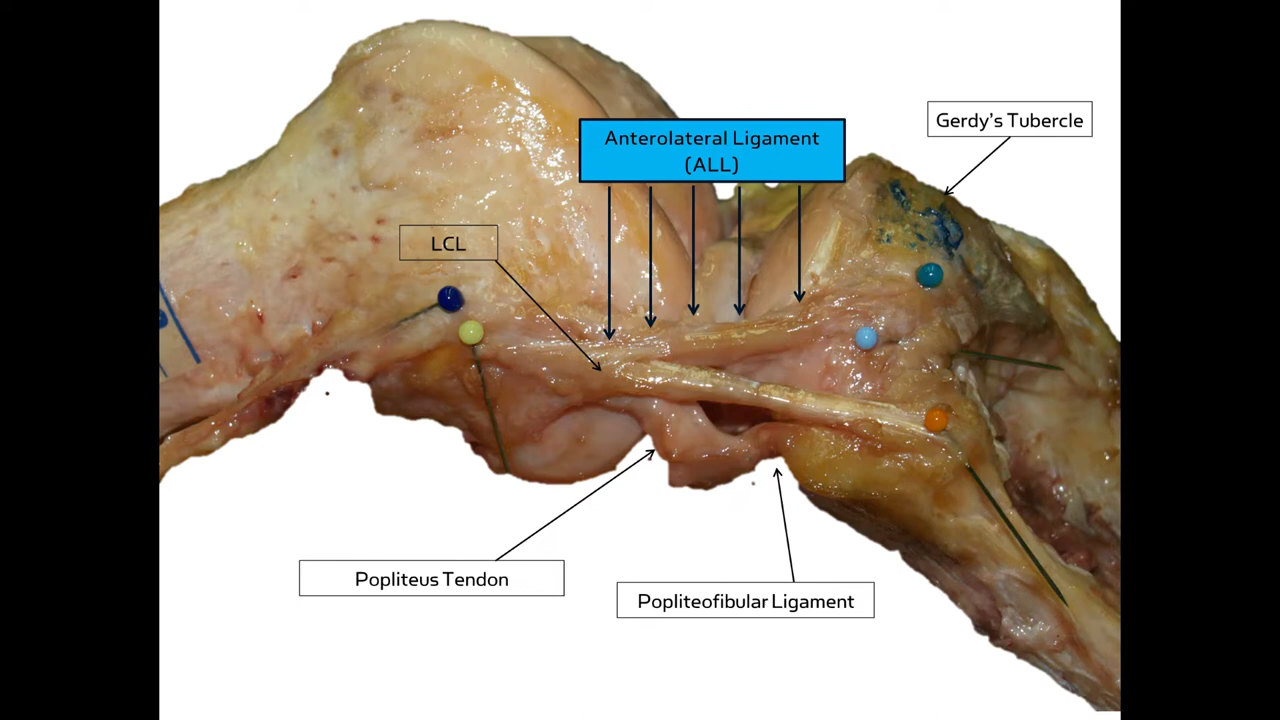 Anterolateral Ligament
(ALL)
Gerdy's Tubercle
LCL
Popliteus Tendon
Popliteofibular Ligament